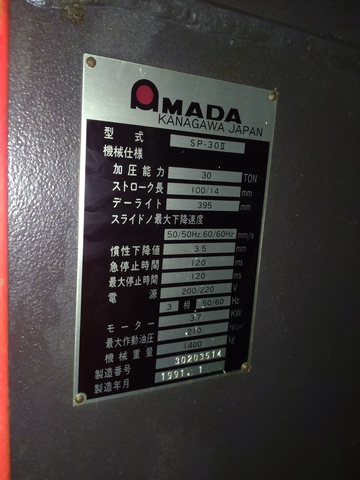 AMADA
KANAGAWA JAPAN
型式 SP-30II
機械仕様
加圧能力 30 TON
ストローク長 100/14 mm
デーライト 395 mm
スライドノ最大下降速度
50/50Hz.60/60Hz mm/s
慣性下降値 3.5 mm
急停止時間 120 ms
最大停止時間 120 ms
電源 200/220 V
3 相 50/60 Hz
モーター 3.7 KW
最大作動油圧 210
機械重量 1400 kg
製造番号 30203514
製造年月 1991. 1